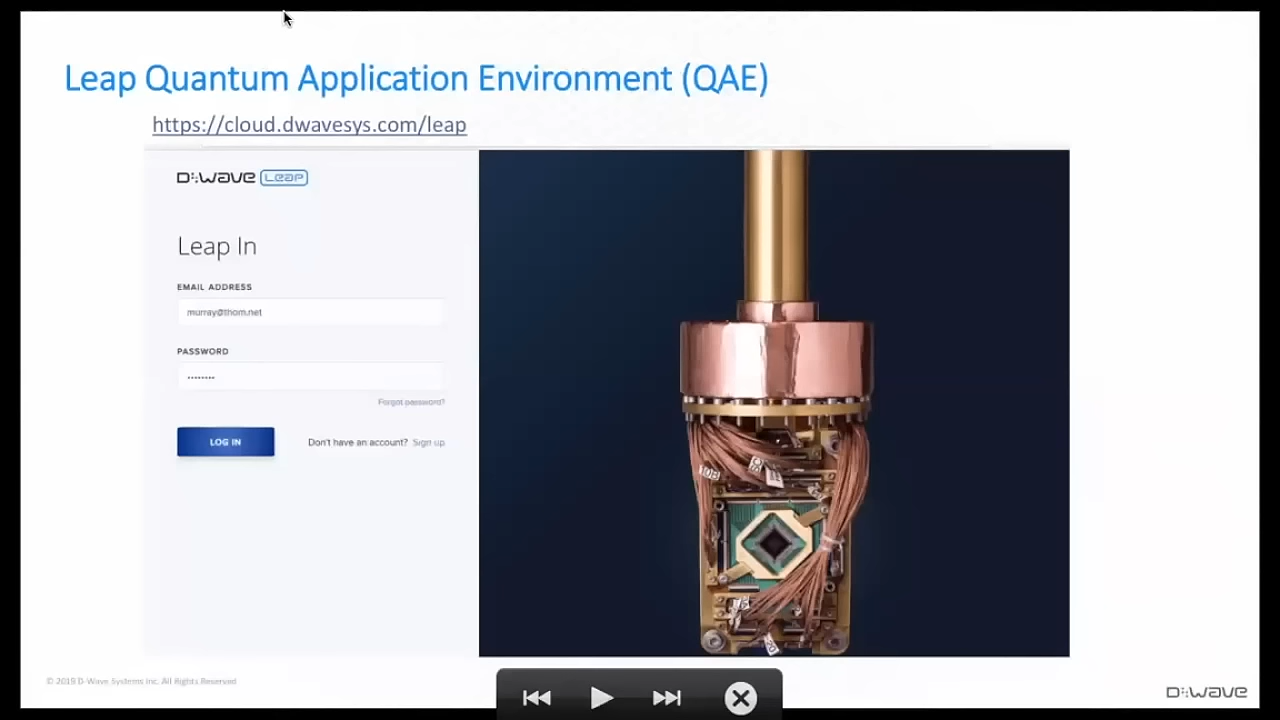 Leap Quantum Application Environment (QAE)
https://cloud.dwavesys.com/leap
D:WAVE LEAP
Leap In
EMAIL ADDRESS
murray@thom.net
PASSWORD
••••••••
Forgot password?
LOG IN
Don't have an account? Sign up
10B
© 2019 D-Wave Systems Inc. All Rights Reserved
D:WAVE